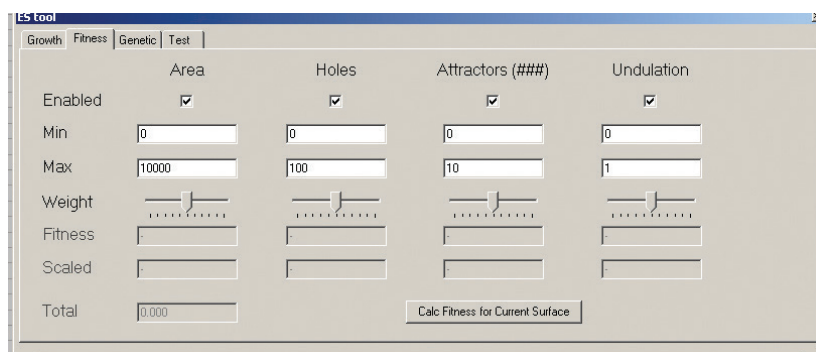 ES tool
Growth Fitness Genetic Test
Area Holes Attractors (###) Undulation
Enabled
Min 0 0 0 0
Max 10000 100 10 1
Weight
Fitness - - - -
Scaled - - - -
Total 0.000 Calc Fitness for Current Surface